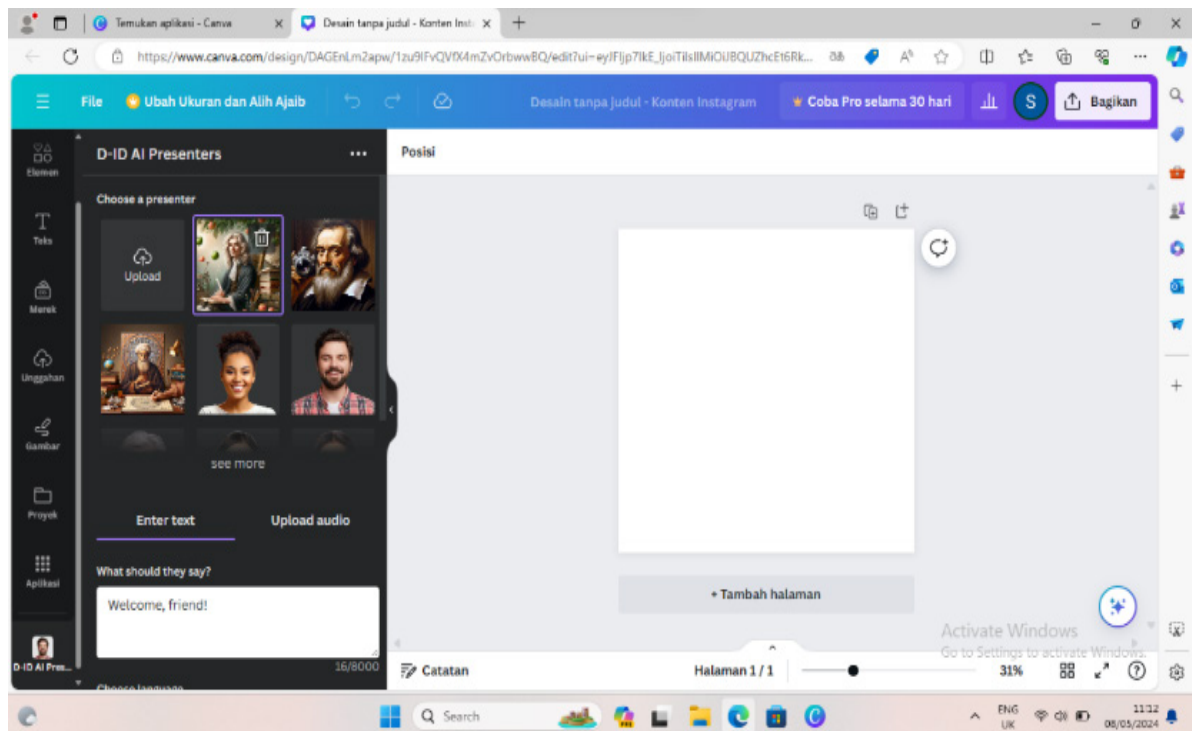 Temukan aplikasi - Canva
Desain tanpa judul - Konten Inst
File
Ubah Ukuran dan Alih Ajaib
Desain tanpa judul - Konten Instagram
Coba Pro selama 30 hari
S
Bagikan
Elemen
Teks
Merek
Unggahan
Gambar
Proyek
Aplikasi
D-ID AI Pres...
D-ID AI Presenters
Choose a presenter
Upload
see more
Enter text
Upload audio
What should they say?
Welcome, friend!
16/8000
Choose language
Posisi
+ Tambah halaman
Activate Windows
Go to Settings to activate Windows.
Catatan
Halaman 1 / 1
31%
Search
ENG
UK
11:12
08/05/2024